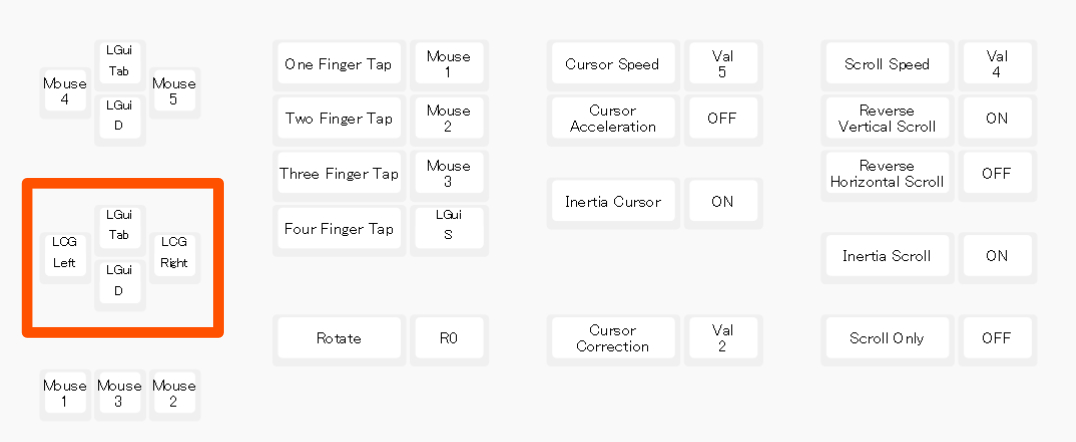 Mouse
4
LGui
Tab
LGui
D
Mouse
5
LCG
Left
LGui
Tab
LGui
D
LCG
Right
Mouse
1
Mouse
3
Mouse
2
One Finger Tap
Mouse
1
Two Finger Tap
Mouse
2
Three Finger Tap
Mouse
3
Four Finger Tap
LGui
S
Rotate
R0
Cursor Speed
Val
5
Cursor
Acceleration
OFF
Inertia Cursor
ON
Cursor
Correction
Val
2
Scroll Speed
Val
4
Reverse
Vertical Scroll
ON
Reverse
Horizontal Scroll
OFF
Inertia Scroll
ON
Scroll Only
OFF